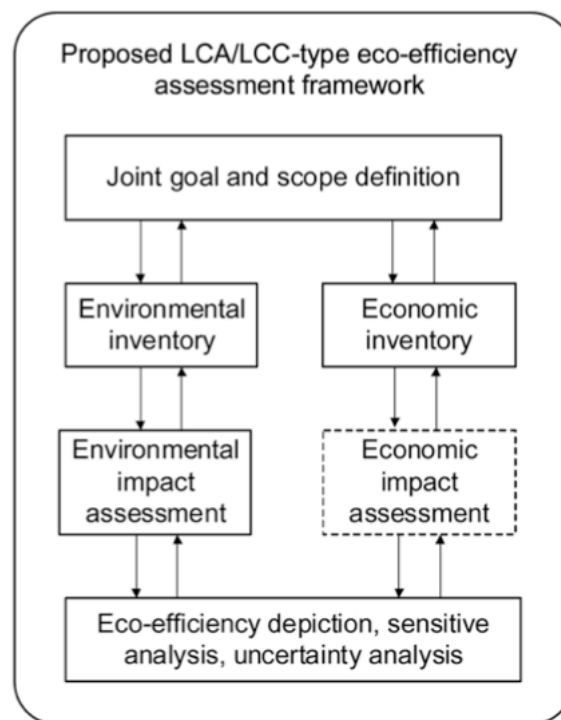 Proposed LCA/LCC-type eco-efficiency
assessment framework
Joint goal and scope definition
Environmental
inventory
Economic
inventory
Environmental
impact
assessment
Economic
impact
assessment
Eco-efficiency depiction, sensitive
analysis, uncertainty analysis